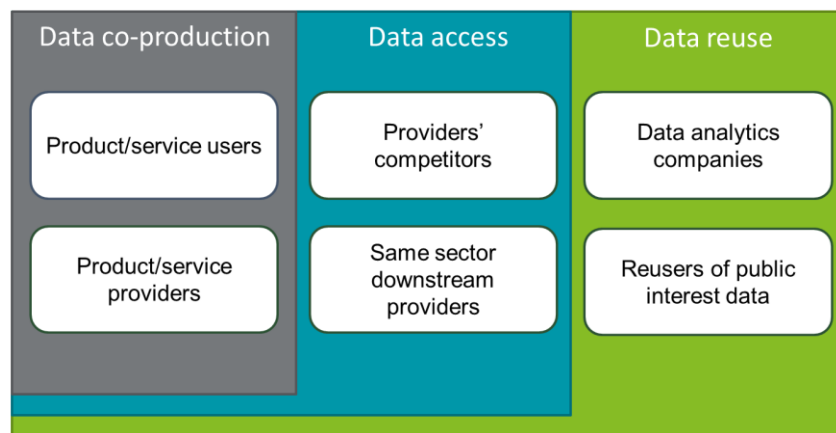 Data co-production
Data access
Data reuse
Product/service users
Providers'
competitors
Data analytics
companies
Product/service
providers
Same sector
downstream
providers
Reusers of public
interest data